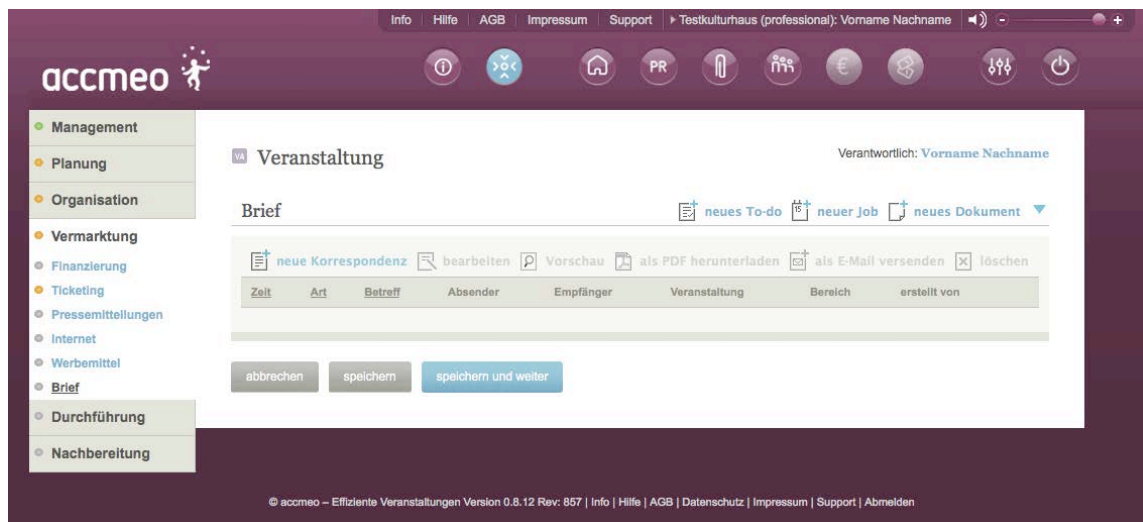 Info Hilfe AGB Impressum Support Testkulturhaus (professional): Vorname Nachname - +
accmeo
PR €
Management
Planung
Organisation
Vermarktung
Finanzierung
Ticketing
Pressemitteilungen
Internet
Werbemittel
Brief
Durchführung
Nachbereitung
VA Veranstaltung
Verantwortlich: Vorname Nachname
Brief
neues To-do 15 neuer Job neues Dokument
neue Korrespondenz bearbeiten Vorschau als PDF herunterladen als E-Mail versenden löschen
Zeit Art Betreff Absender Empfänger Veranstaltung Bereich erstellt von
abbrechen speichern speichern und weiter
© accmeo – Effiziente Veranstaltungen Version 0.8.12 Rev: 857 | Info | Hilfe | AGB | Datenschutz | Impressum | Support | Abmelden